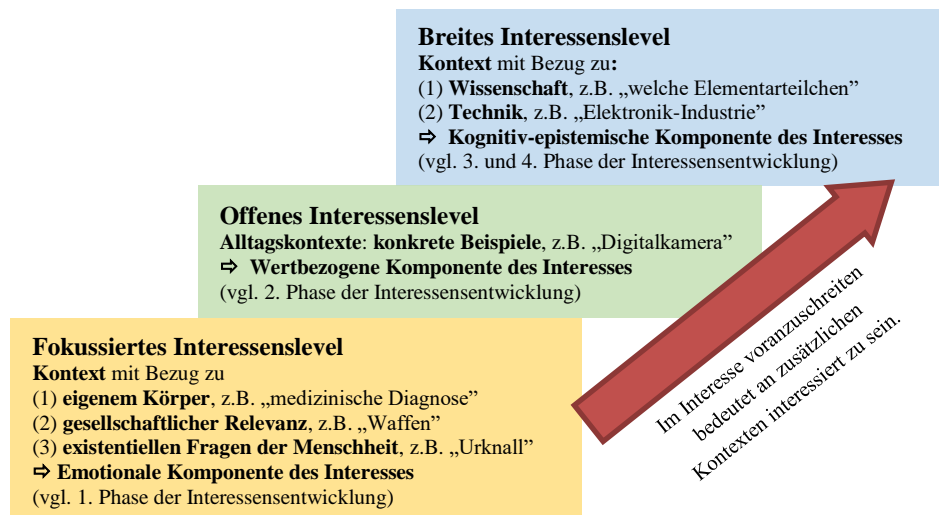 Breites Interessenslevel
Kontext mit Bezug zu:
(1) Wissenschaft, z.B. „welche Elementarteilchen”
(2) Technik, z.B. „Elektronik-Industrie”
⇨ Kognitiv-epistemische Komponente des Interesses
(vgl. 3. und 4. Phase der Interessensentwicklung)
Offenes Interessenslevel
Alltagskontexte: konkrete Beispiele, z.B. „Digitalkamera”
⇨ Wertbezogene Komponente des Interesses
(vgl. 2. Phase der Interessensentwicklung)
Fokussiertes Interessenslevel
Kontext mit Bezug zu
(1) eigenem Körper, z.B. „medizinische Diagnose”
(2) gesellschaftlicher Relevanz, z.B. „Waffen”
(3) existentiellen Fragen der Menschheit, z.B. „Urknall”
⇨ Emotionale Komponente des Interesses
(vgl. 1. Phase der Interessensentwicklung)
Im Interesse voranzuschreiten
bedeutet an zusätzlichen
Kontexten interessiert zu sein.